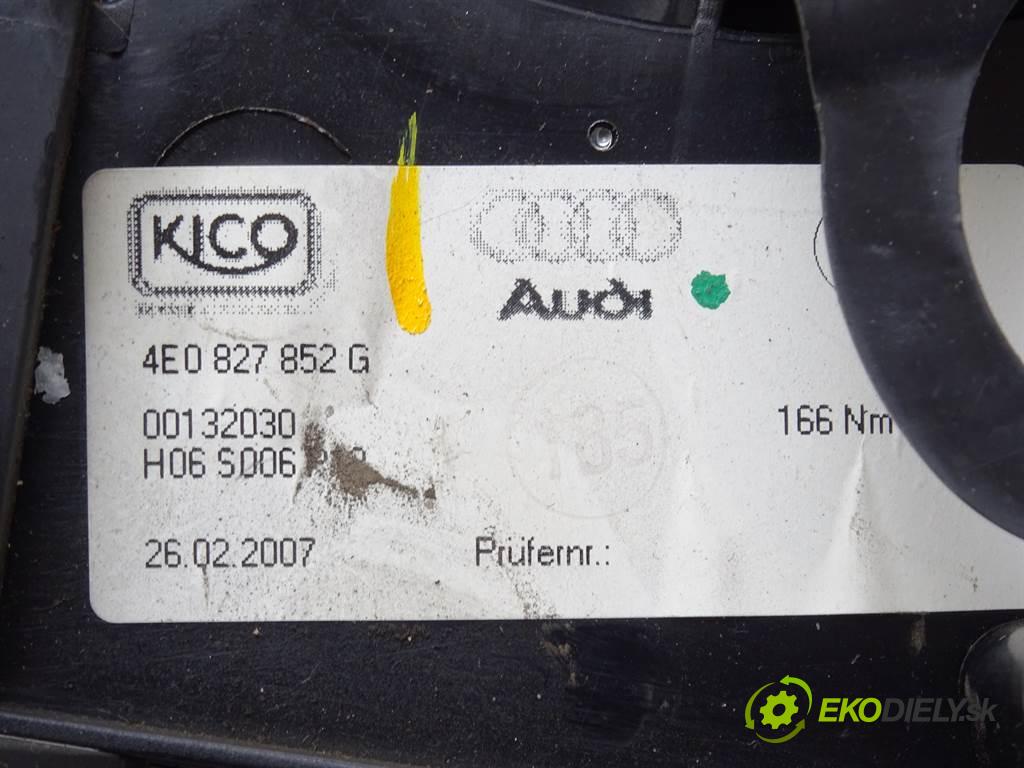 KICO
Audi
4E0 827 852 G
00132030
166 Nm
H06 S006
26.02.2007
Prüfernr.:
EKODIELY.sk